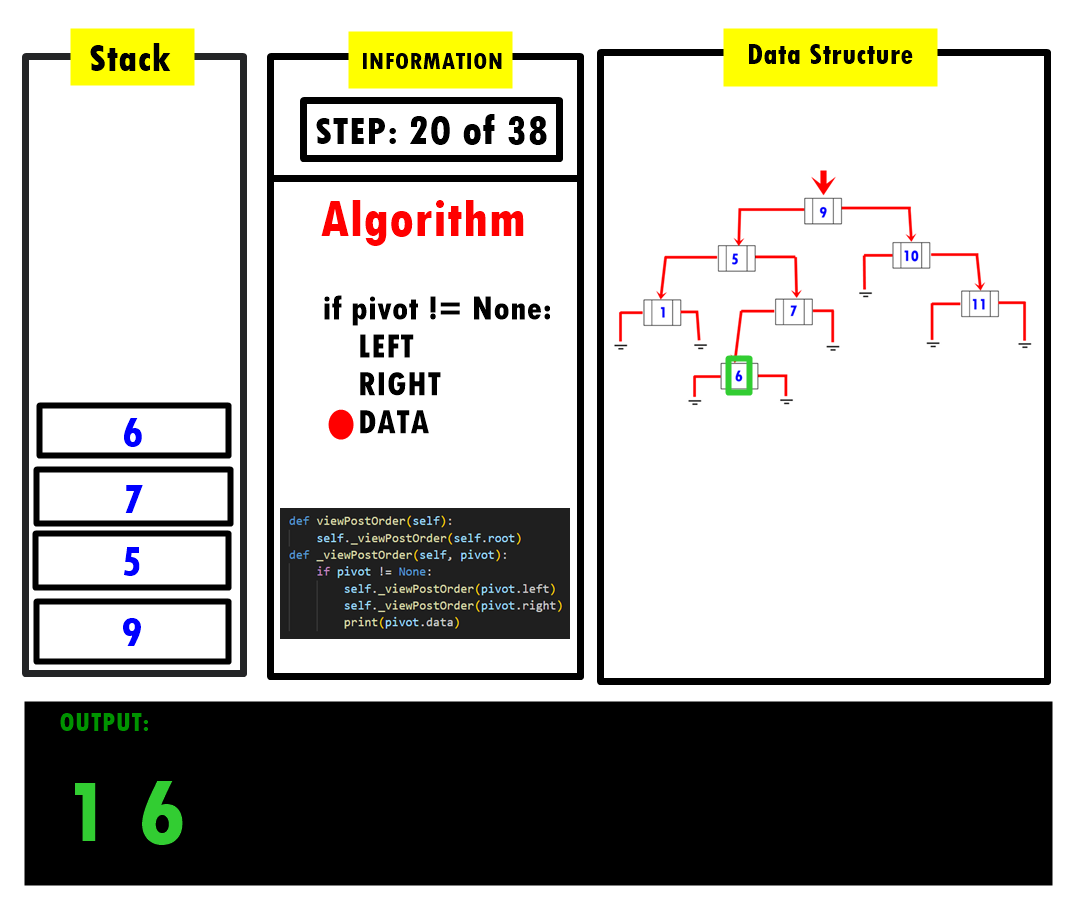 Stack
6
7
5
9
INFORMATION
STEP: 20 of 38
Algorithm
if pivot != None:
LEFT
RIGHT
DATA
def viewPostOrder(self):
self._viewPostOrder(self.root)
def _viewPostOrder(self, pivot):
if pivot != None:
self._viewPostOrder(pivot.left)
self._viewPostOrder(pivot.right)
print(pivot.data)
Data Structure
9
5
10
1
7
11
6
OUTPUT:
1 6